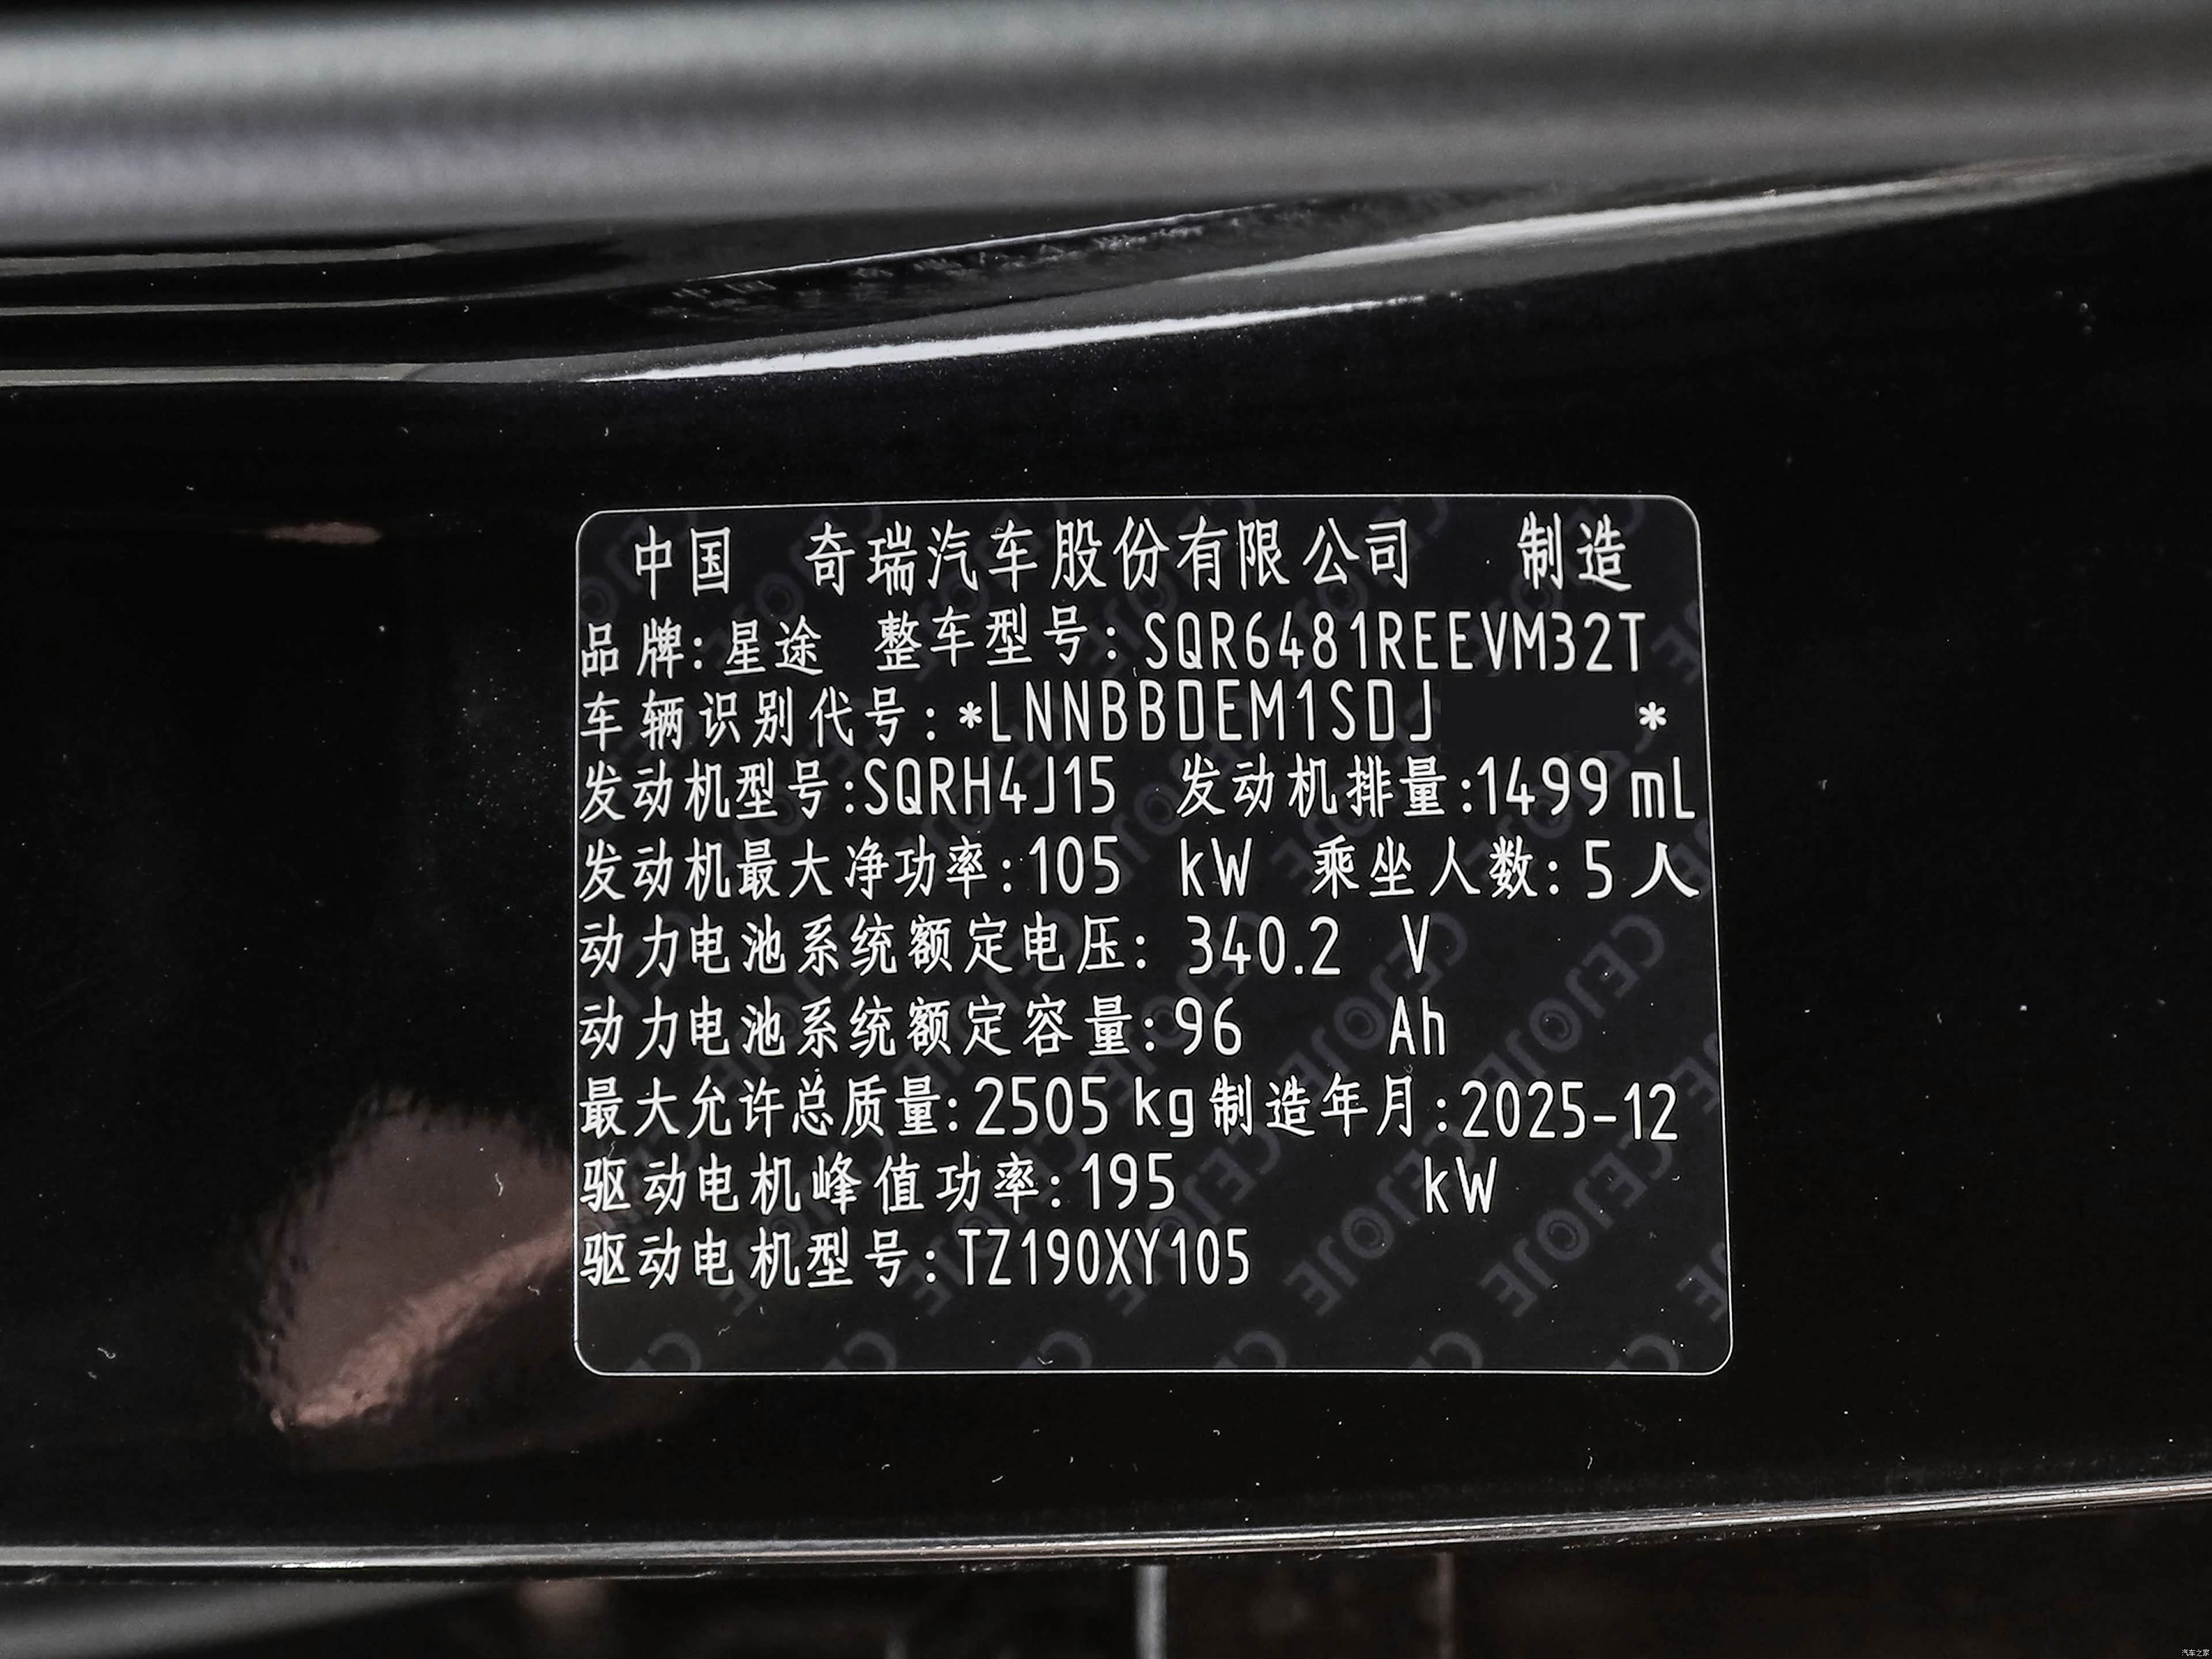 中国 奇瑞汽车股份有限公司 制造
品牌:星途 整车型号:SQR6481REEVM32T
车辆识别代号:*LNNBBDEM1SDJ *
发动机型号:SQRH4J15 发动机排量:1499 mL
发动机最大净功率:105 kW 乘坐人数:5人
动力电池系统额定电压: 340.2 V
动力电池系统额定容量:96 Ah
最大允许总质量:2505 kg 制造年月:2025-12
驱动电机峰值功率:195 kW
驱动电机型号:TZ190XY105
汽车之家